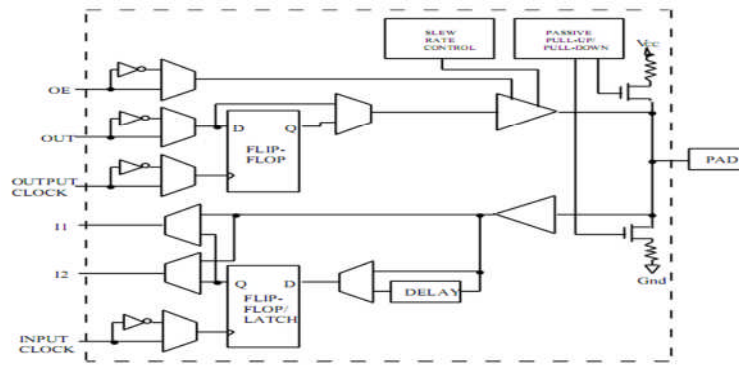 SLEW
RATE
CONTROL
PASSIVE
PULL-UP/
PULL-DOWN
Vcc
OE
OUT
D Q
FLIP-
FLOP
OUTPUT
CLOCK
PAD
I1
I2
Q D
FLIP-
FLOP/
LATCH
DELAY
Gnd
INPUT
CLOCK